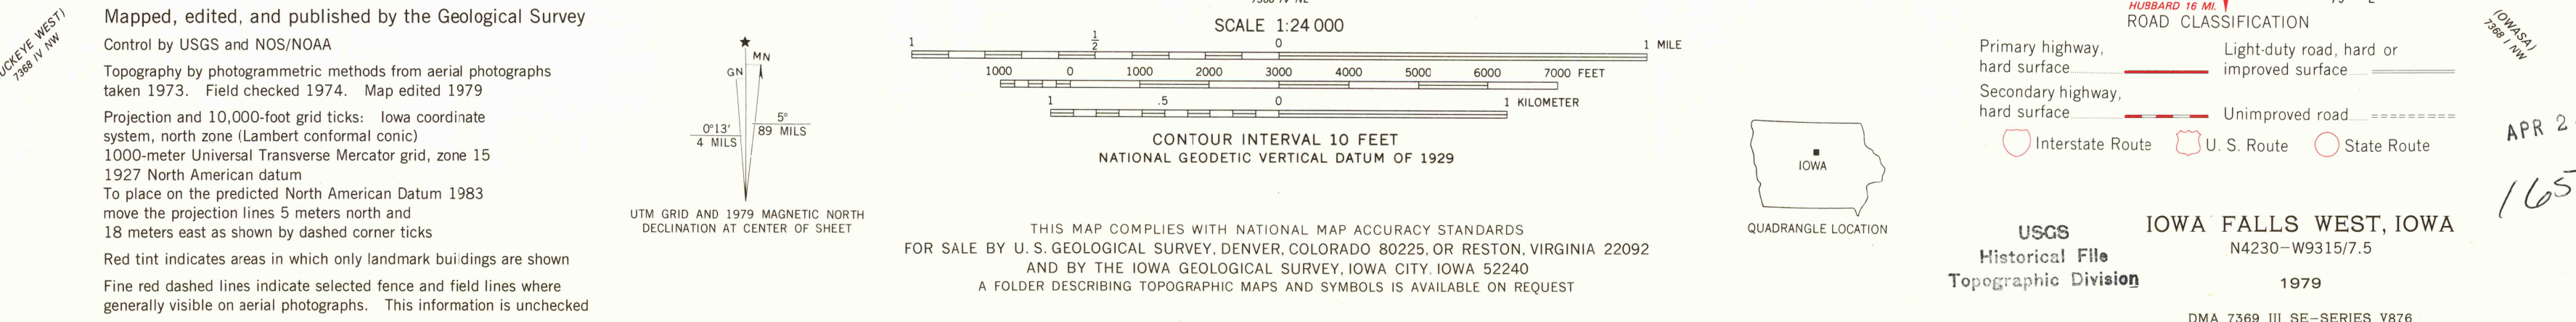 UCKEYE WEST)
7368 IV NW
Mapped, edited, and published by the Geological Survey
Control by USGS and NOS/NOAA
Topography by photogrammetric methods from aerial photographs
taken 1973. Field checked 1974. Map edited 1979
Projection and 10,000-foot grid ticks: Iowa coordinate
system, north zone (Lambert conformal conic)
1000-meter Universal Transverse Mercator grid, zone 15
1927 North American datum
To place on the predicted North American Datum 1983
move the projection lines 5 meters north and
18 meters east as shown by dashed corner ticks
Red tint indicates areas in which only landmark buildings are shown
Fine red dashed lines indicate selected fence and field lines where
generally visible on aerial photographs. This information is unchecked
MN
GN
0°13'
4 MILS
5°
89 MILS
UTM GRID AND 1979 MAGNETIC NORTH
DECLINATION AT CENTER OF SHEET
SCALE 1:24 000
1 1/2 0 1 MILE
1000 0 1000 2000 3000 4000 5000 6000 7000 FEET
1 .5 0 1 KILOMETER
CONTOUR INTERVAL 10 FEET
NATIONAL GEODETIC VERTICAL DATUM OF 1929
THIS MAP COMPLIES WITH NATIONAL MAP ACCURACY STANDARDS
FOR SALE BY U. S. GEOLOGICAL SURVEY, DENVER, COLORADO 80225, OR RESTON, VIRGINIA 22092
AND BY THE IOWA GEOLOGICAL SURVEY, IOWA CITY, IOWA 52240
A FOLDER DESCRIBING TOPOGRAPHIC MAPS AND SYMBOLS IS AVAILABLE ON REQUEST
IOWA
QUADRANGLE LOCATION
HUBBARD 16 MI.
ROAD CLASSIFICATION
Primary highway,
hard surface
Light-duty road, hard or
improved surface
Secondary highway,
hard surface
Unimproved road
Interstate Route
U. S. Route
State Route
(OWASA)
7368 I NW
APR 2
165
USGS
Historical File
Topographic Division
IOWA FALLS WEST, IOWA
N4230-W9315/7.5
1979
DMA 7369 III SE-SERIES V876